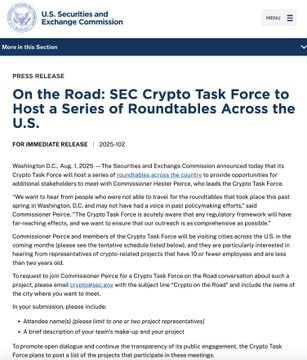 U.S. Securities and
Exchange Commission
MENU
More in this Section
PRESS RELEASE
On the Road: SEC Crypto Task Force to
Host a Series of Roundtables Across the
U.S.
FOR IMMEDIATE RELEASE | 2025-102
Washington D.C., Aug. 1, 2025 — The Securities and Exchange Commission announced today that its
Crypto Task Force will host a series of roundtables across the country to provide opportunities for
additional stakeholders to meet with Commissioner Hester Peirce, who leads the Crypto Task Force.
"We want to hear from people who were not able to travel for the roundtables that took place this past
spring in Washington, D.C. and may not have had a voice in past policymaking efforts," said
Commissioner Peirce. "The Crypto Task Force is acutely aware that any regulatory framework will have
far-reaching effects, and we want to ensure that our outreach is as comprehensive as possible."
Commissioner Peirce and members of the Crypto Task Force will be visiting cities across the U.S. in the
coming months (please see the tentative schedule listed below), and they are particularly interested in
hearing from representatives of crypto-related projects that have 10 or fewer employees and are less
than two years old.
To request to join Commissioner Peirce for a Crypto Task Force on the Road conversation about such a
project, please email crypto@sec.gov with the subject line "Crypto on the Road" and include the name of
the city where you want to meet.
In your submission, please include:
• Attendee name(s) (please limit to one or two project representatives)
• A brief description of your team's make-up and your project
To promote open dialogue and continue the transparency of its public engagement, the Crypto Task
Force plans to post a list of the projects that participate in these meetings.